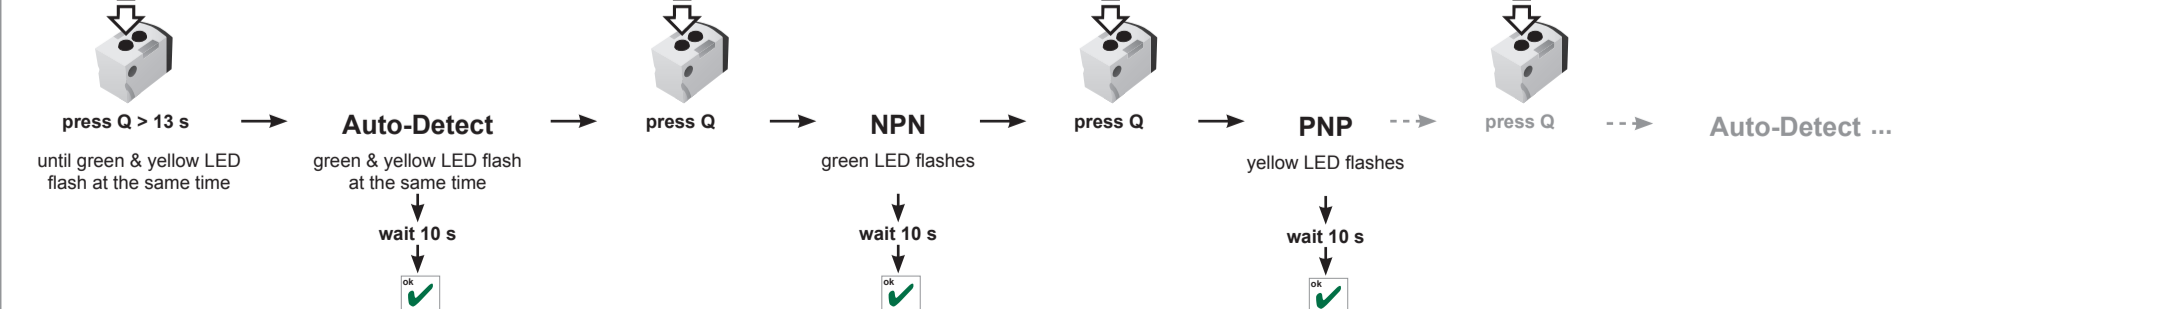 press Q > 13 s
until green & yellow LED
flash at the same time
Auto-Detect
green & yellow LED flash
at the same time
wait 10 s
ok
press Q
NPN
green LED flashes
wait 10 s
ok
press Q
PNP
yellow LED flashes
wait 10 s
ok
press Q
Auto-Detect ...